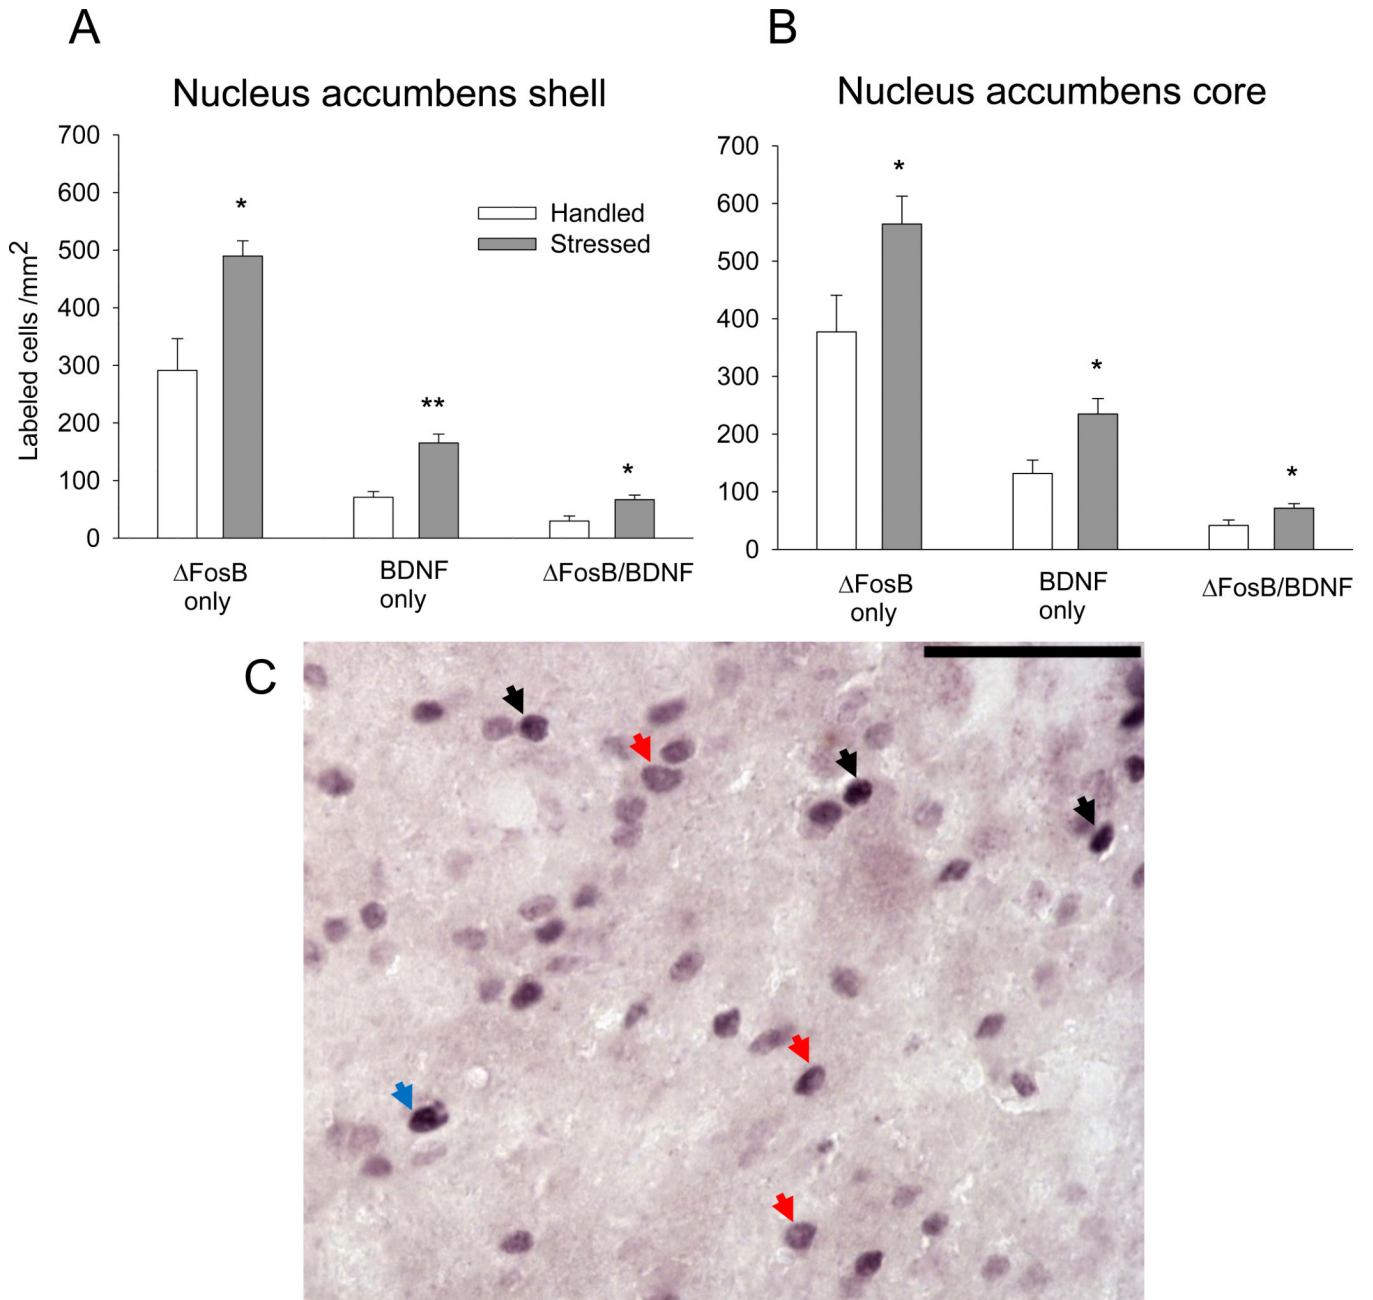 A
Nucleus accumbens shell
Labeled cells /mm2
700
600
500
400
300
200
100
0
*
**
*
Handled
Stressed
ΔFosB
only
BDNF
only
ΔFosB/BDNF
B
Nucleus accumbens core
700
600
500
400
300
200
100
0
*
*
*
ΔFosB
only
BDNF
only
ΔFosB/BDNF
C